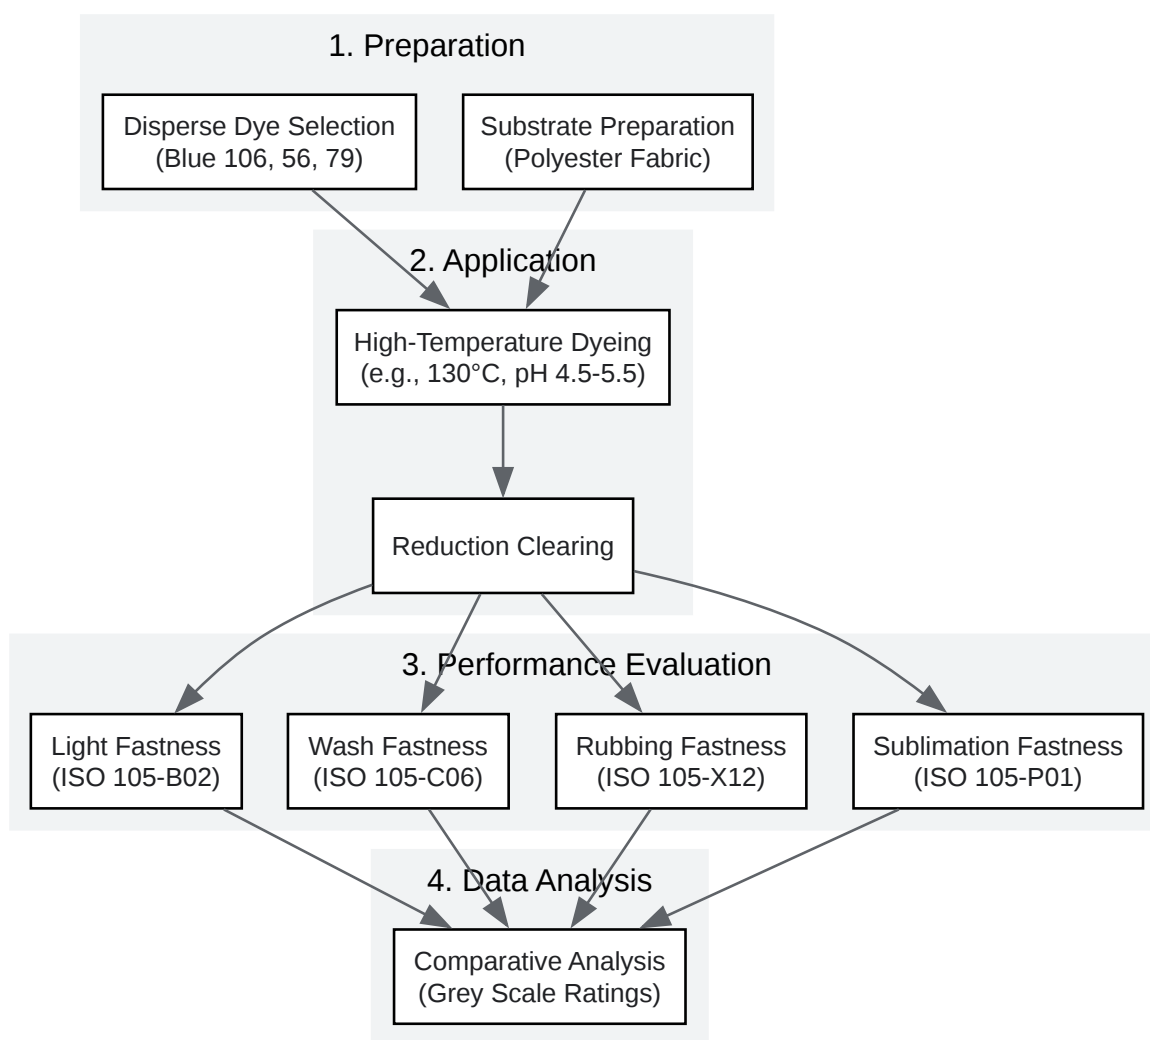 1. Preparation
Disperse Dye Selection
(Blue 106, 56, 79)
Substrate Preparation
(Polyester Fabric)
2. Application
High-Temperature Dyeing
(e.g., 130°C, pH 4.5-5.5)
Reduction Clearing
3. Performance Evaluation
Light Fastness
(ISO 105-B02)
Wash Fastness
(ISO 105-C06)
Rubbing Fastness
(ISO 105-X12)
Sublimation Fastness
(ISO 105-P01)
4. Data Analysis
Comparative Analysis
(Grey Scale Ratings)